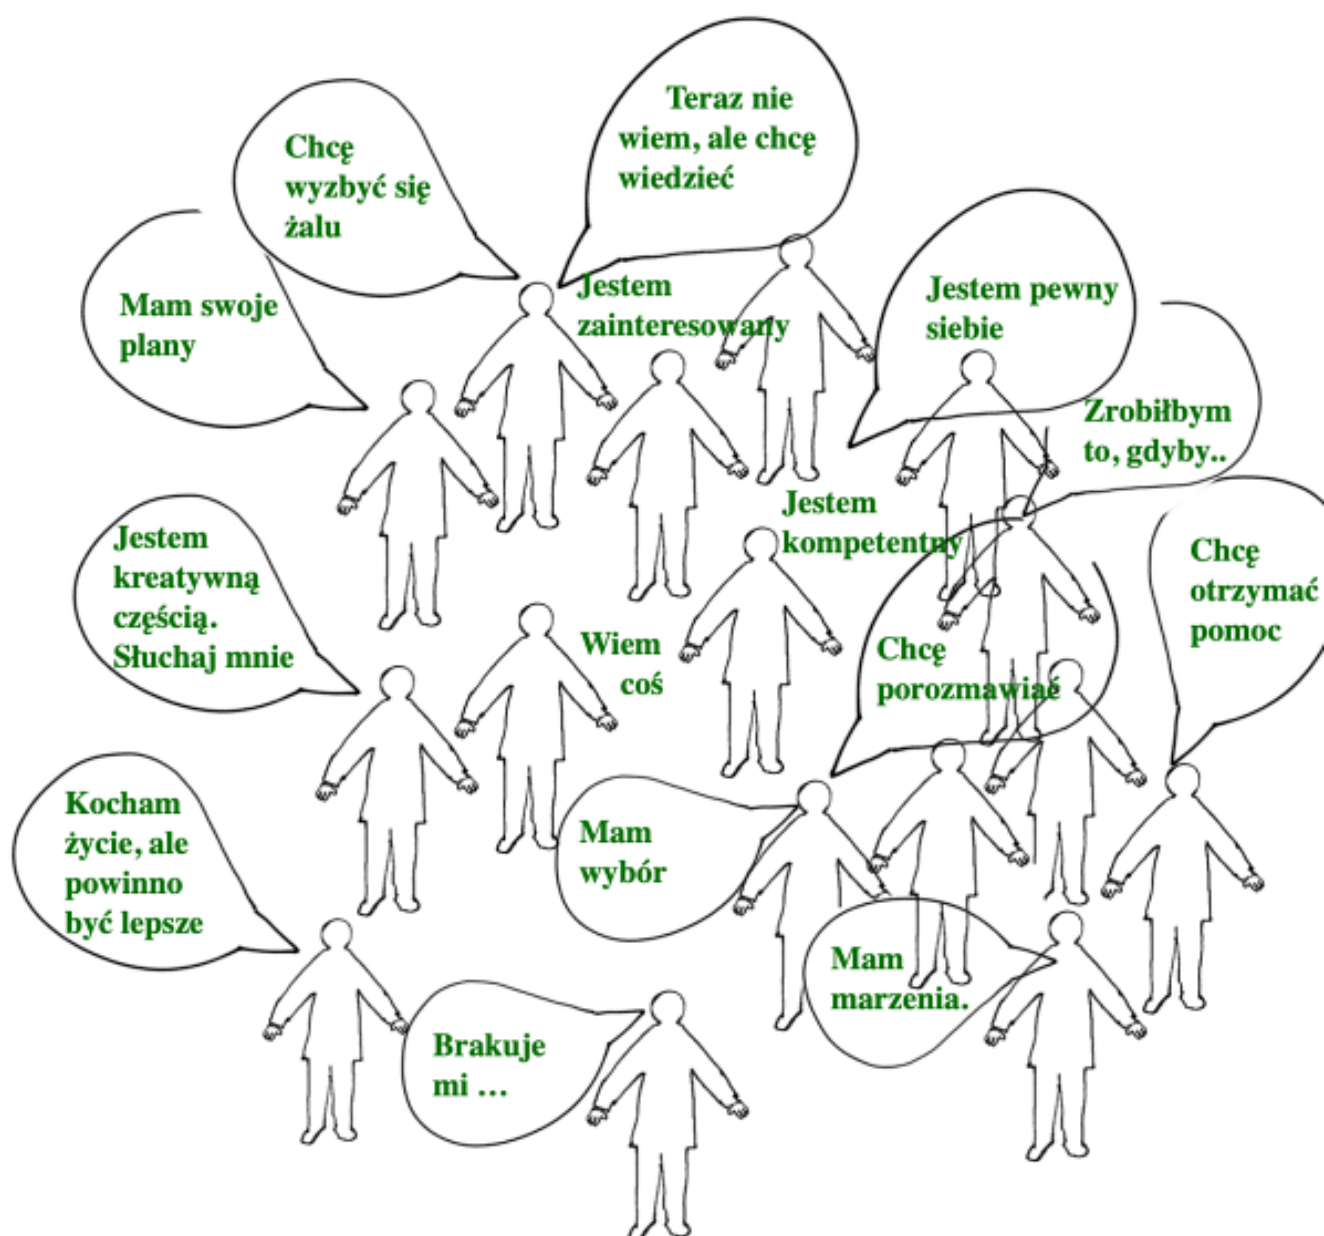 Teraz nie
wiem, ale chcę
wiedzieć
Chcę
wyzbyć się
żalu
Mam swoje
plany
Jestem
zainteresowany
Jestem pewny
siebie
Zrobiłbym
to, gdyby..
Jestem
kompetentny
Jestem
kreatywną
częścią.
Słuchaj mnie
Chcę
otrzymać
pomoc
Wiem
coś
Chcę
porozmawiać
Kocham
życie, ale
powinno
być lepsze
Mam
wybór
Mam
marzenia.
Brakuje
mi …